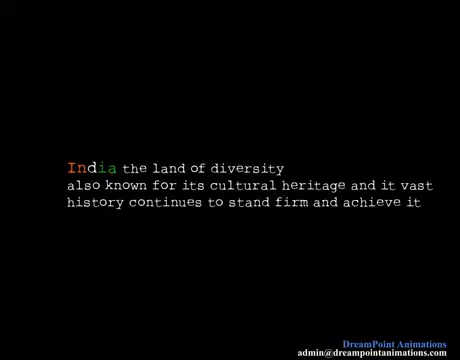 India the land of diversity
also known for its cultural heritage and it vast
history continues to stand firm and achieve it
DreamPoint Animations
admin@dreampointanimations.com